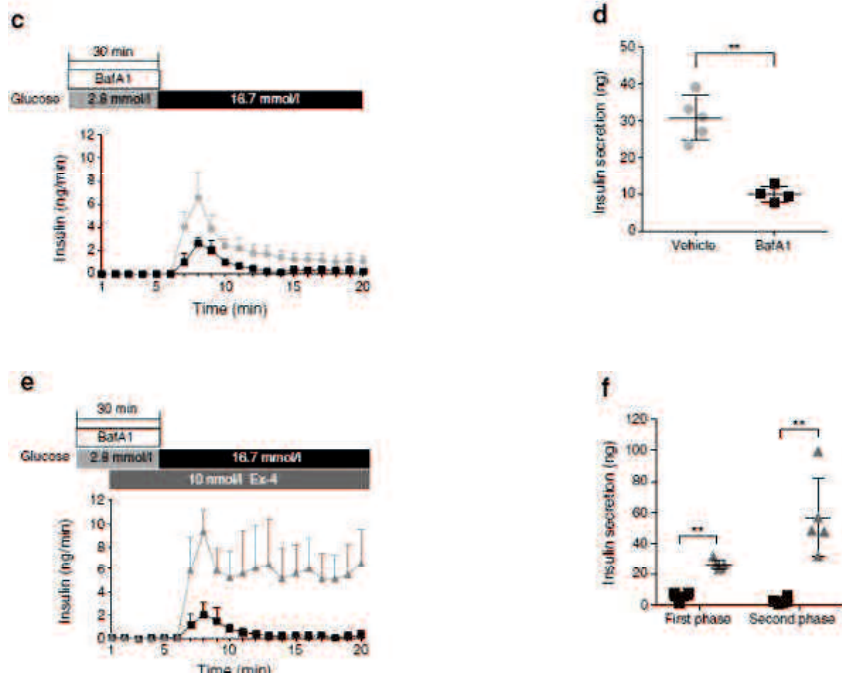 c
30 min
BafA1
Glucose 2.8 mmol/l 16.7 mmol/l
Insulin (ng/min)
12
10
8
6
4
2
0
1 5 10 15 20
Time (min)
d
**
Insulin secretion (ng)
50
40
30
20
10
0
Vehicle BafA1
e
30 min
BafA1
Glucose 2.8 mmol/l 16.7 mmol/l
10 nmol/l Ex-4
Insulin (ng/min)
12
10
8
6
4
2
0
1 5 10 15 20
Time (min)
f
**
**
Insulin secretion (ng)
120
100
80
60
40
20
0
First phase Second phase